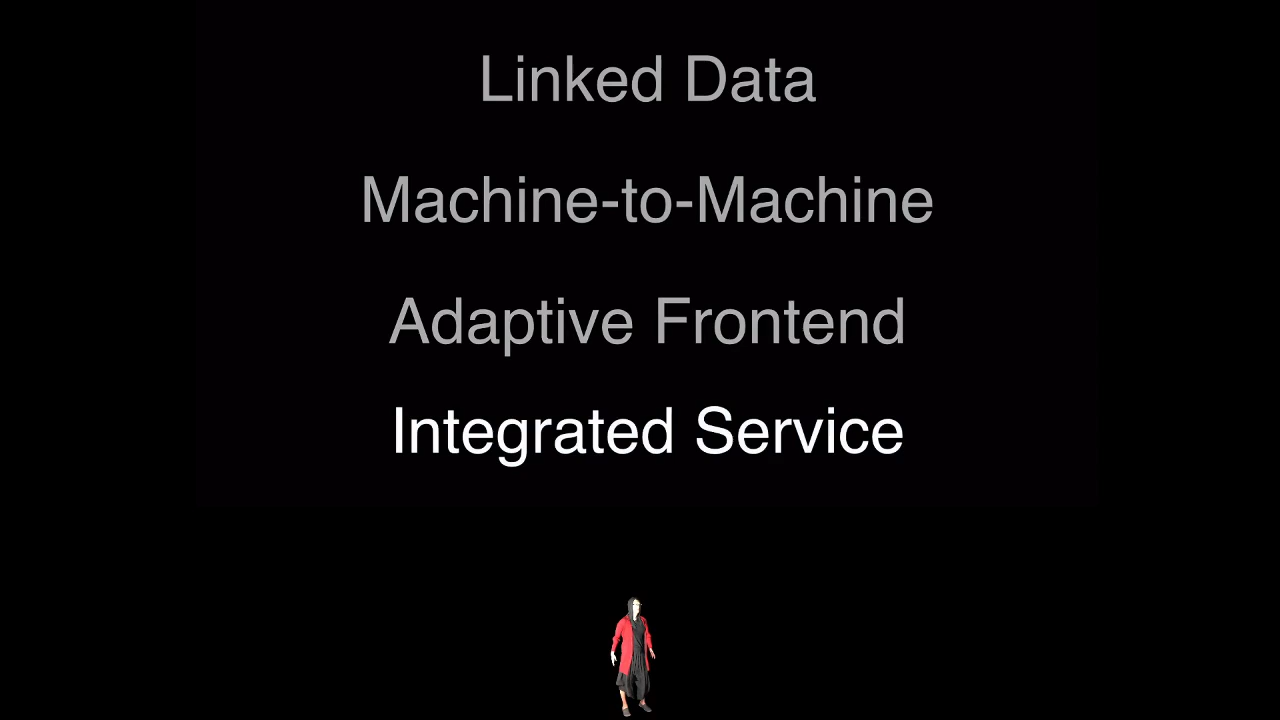 Linked Data
Machine-to-Machine
Adaptive Frontend
Integrated Service